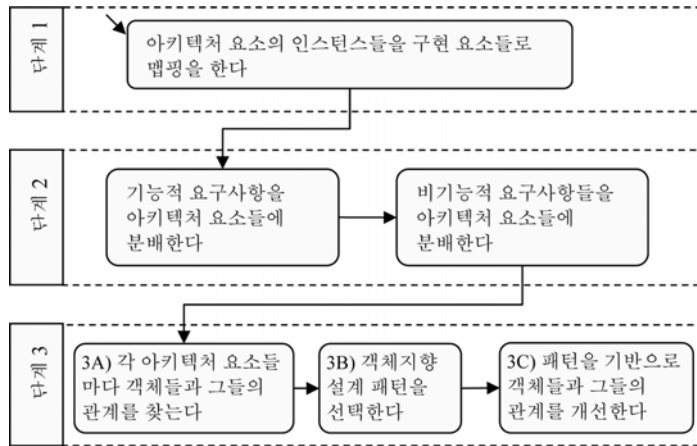 단계 1
아키텍처 요소의 인스턴스들을 구현 요소들로
맵핑을 한다
단계 2
기능적 요구사항을
아키텍처 요소들에
분배한다
비기능적 요구사항들을
아키텍처 요소들에
분배한다
단계 3
3A) 각 아키텍처 요소들
마다 객체들과 그들의
관계를 찾는다
3B) 객체지향
설계 패턴을
선택한다
3C) 패턴을 기반으로
객체들과 그들의
관계를 개선한다